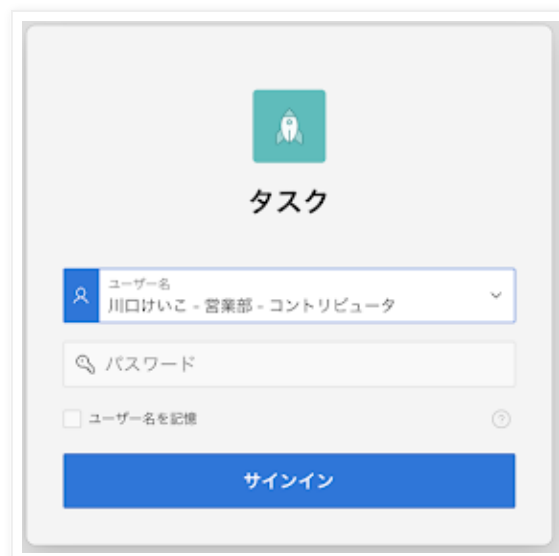 タスク
ユーザー名
川口けいこ - 営業部 - コントリビュータ
パスワード
ユーザー名を記憶
?
サインイン